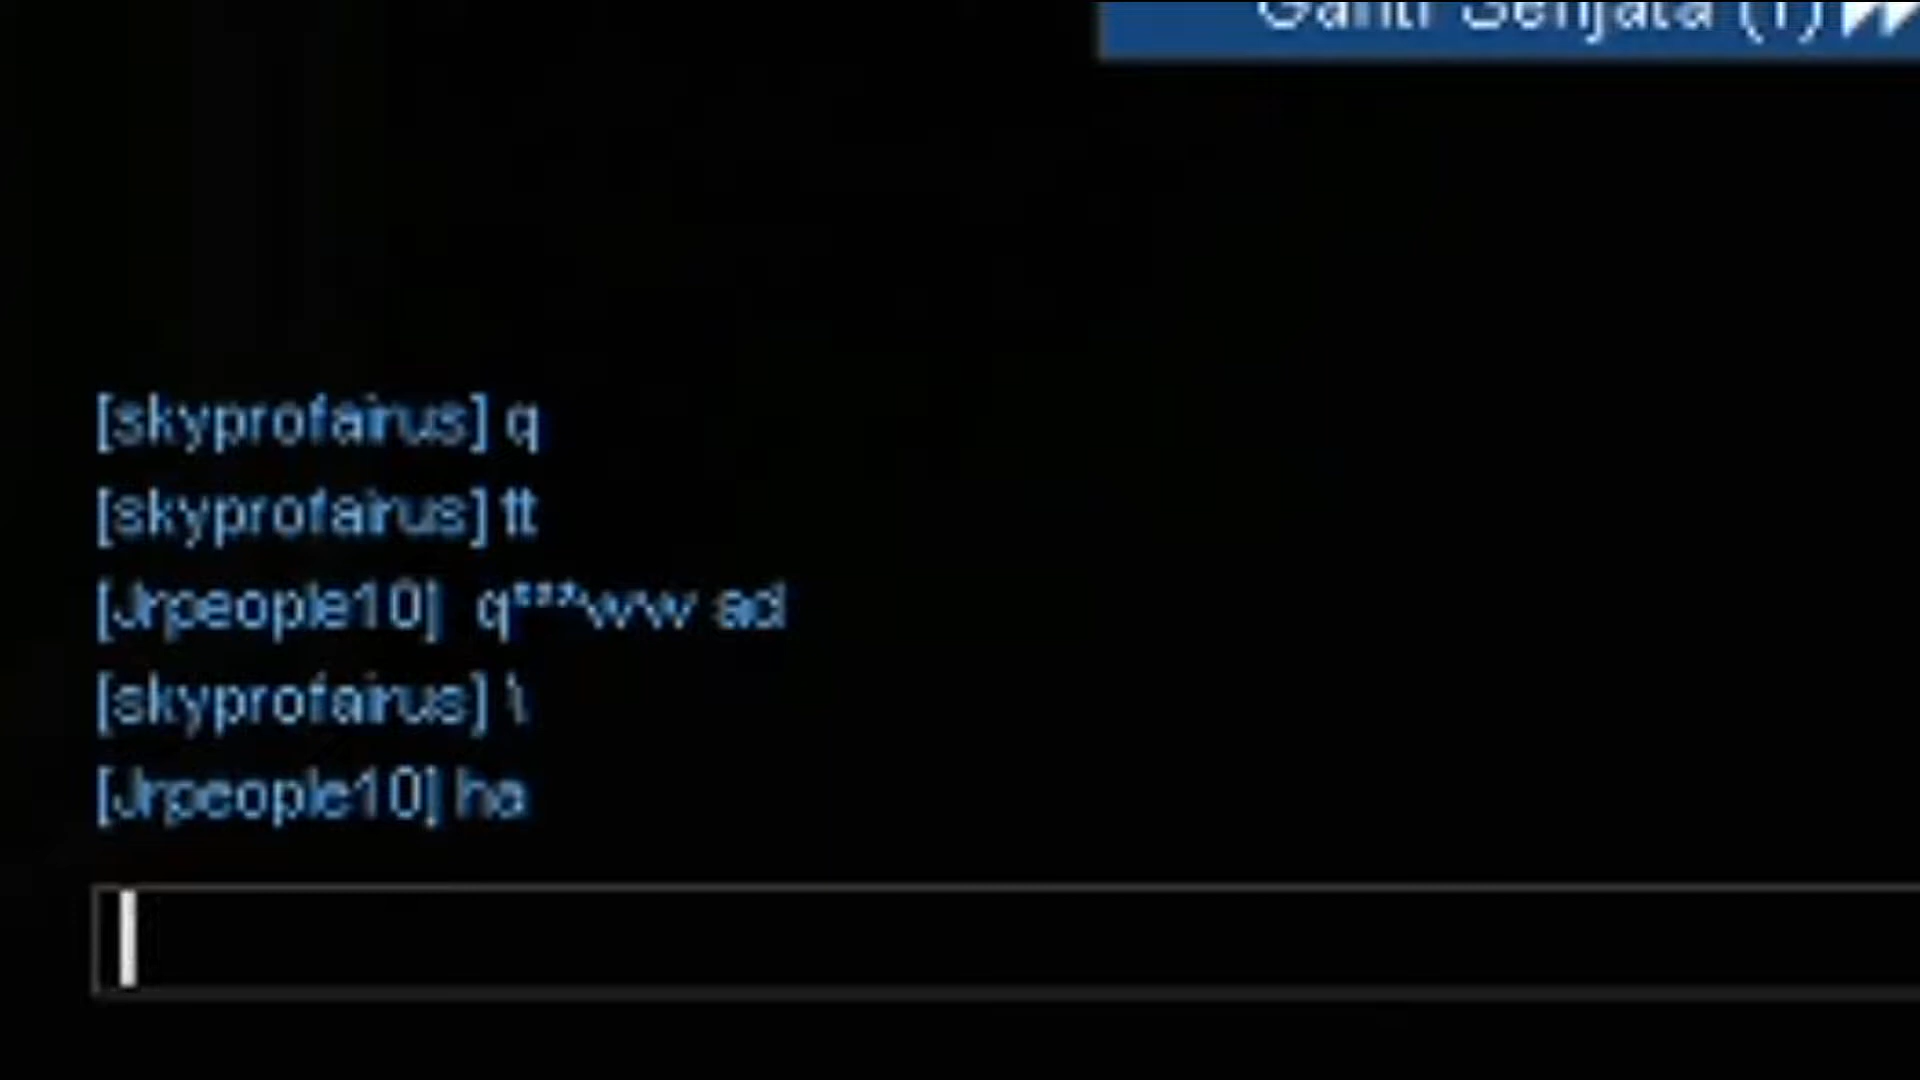 Ganti Senjata (1)
[skyprofairus] q
[skyprofairus] tt
[Jrpeople10] q***ww ad
[skyprofairus] \
[Jrpeople10] ha